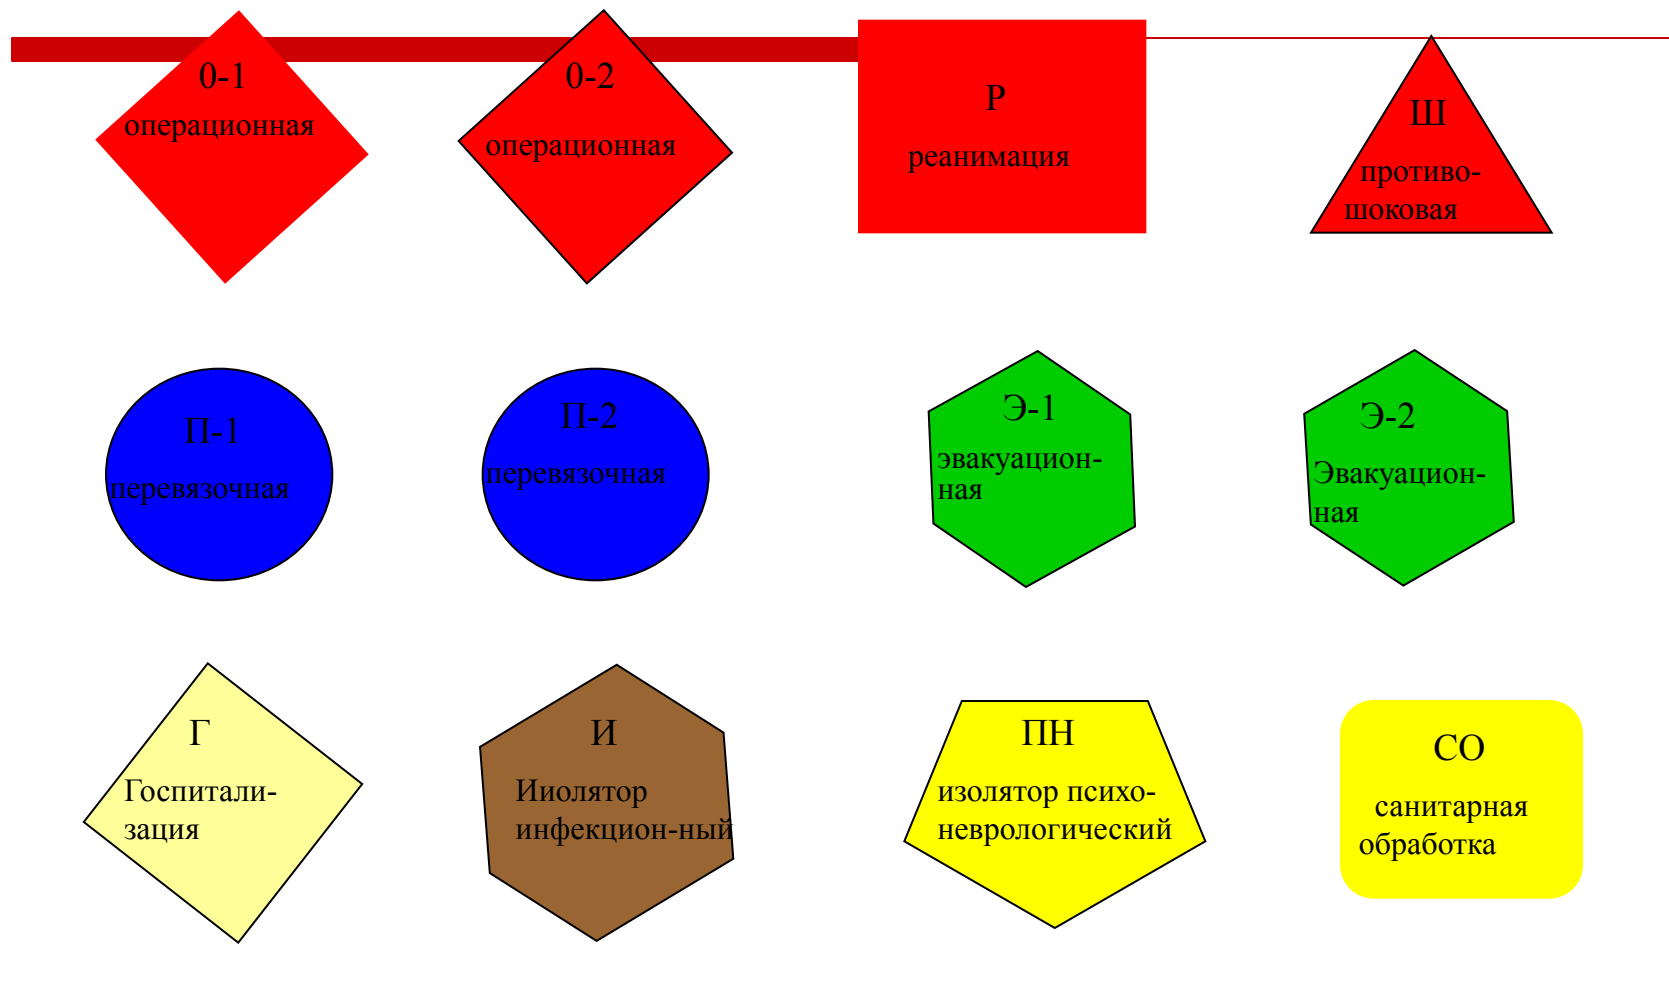 0-1
операционная
0-2
операционная
Р
реанимация
Ш
противо-
шоковая
П-1
перевязочная
П-2
перевязочная
Э-1
эвакуацион-
ная
Э-2
Эвакуацион-
ная
Г
Госпитали-
зация
И
Ииолятор
инфекцион-ный
ПН
изолятор психо-
неврологический
СО
санитарная
обработка